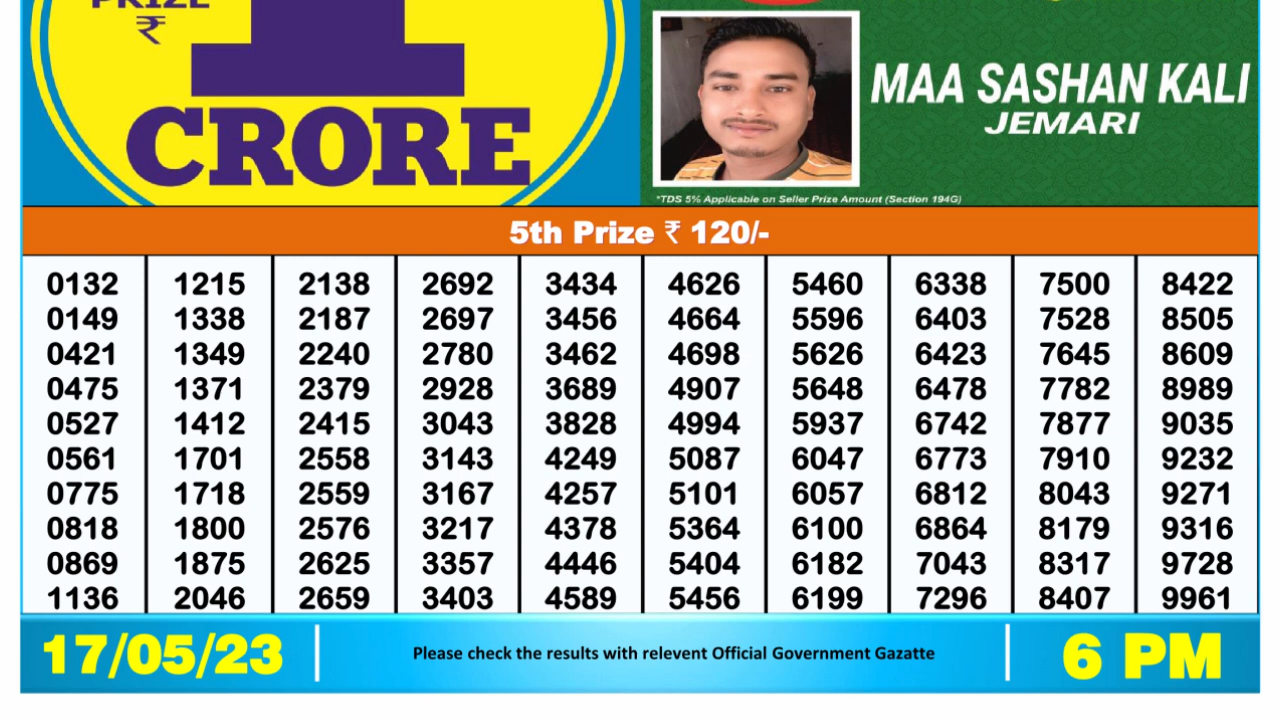 PRIZE
₹
1
CRORE
MAA SASHAN KALI
JEMARI
*TDS 5% Applicable on Seller Prize Amount (Section 194G)
5th Prize ₹ 120/-
0132 1215 2138 2692 3434 4626 5460 6338 7500 8422
0149 1338 2187 2697 3456 4664 5596 6403 7528 8505
0421 1349 2240 2780 3462 4698 5626 6423 7645 8609
0475 1371 2379 2928 3689 4907 5648 6478 7782 8989
0527 1412 2415 3043 3828 4994 5937 6742 7877 9035
0561 1701 2558 3143 4249 5087 6047 6773 7910 9232
0775 1718 2559 3167 4257 5101 6057 6812 8043 9271
0818 1800 2576 3217 4378 5364 6100 6864 8179 9316
0869 1875 2625 3357 4446 5404 6182 7043 8317 9728
1136 2046 2659 3403 4589 5456 6199 7296 8407 9961
17/05/23
Please check the results with relevent Official Government Gazatte
6 PM